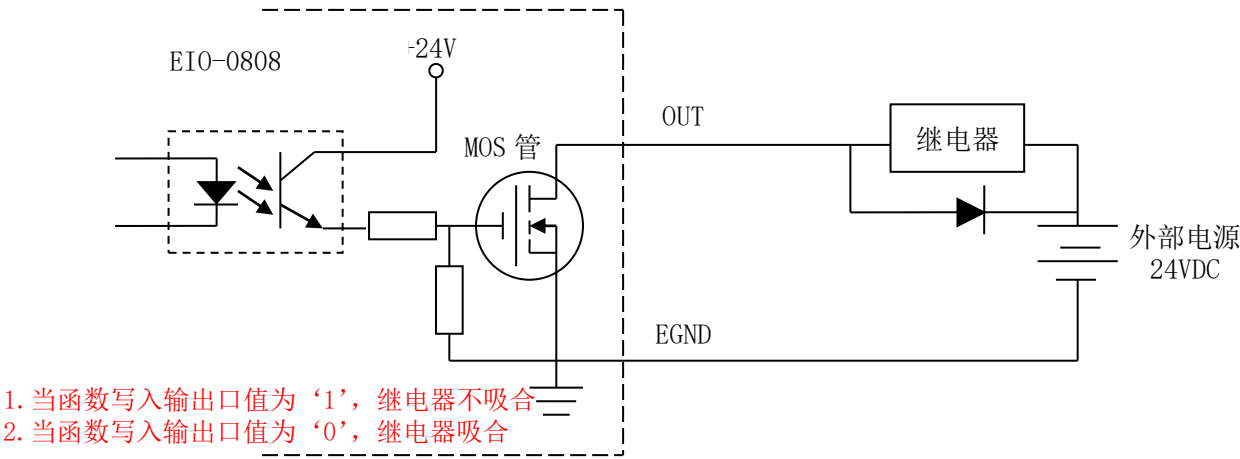 EIO-0808
+24V
MOS 管
OUT
继电器
外部电源
24VDC
EGND
1.当函数写入输出口值为‘1’，继电器不吸合
2.当函数写入输出口值为‘0’，继电器吸合